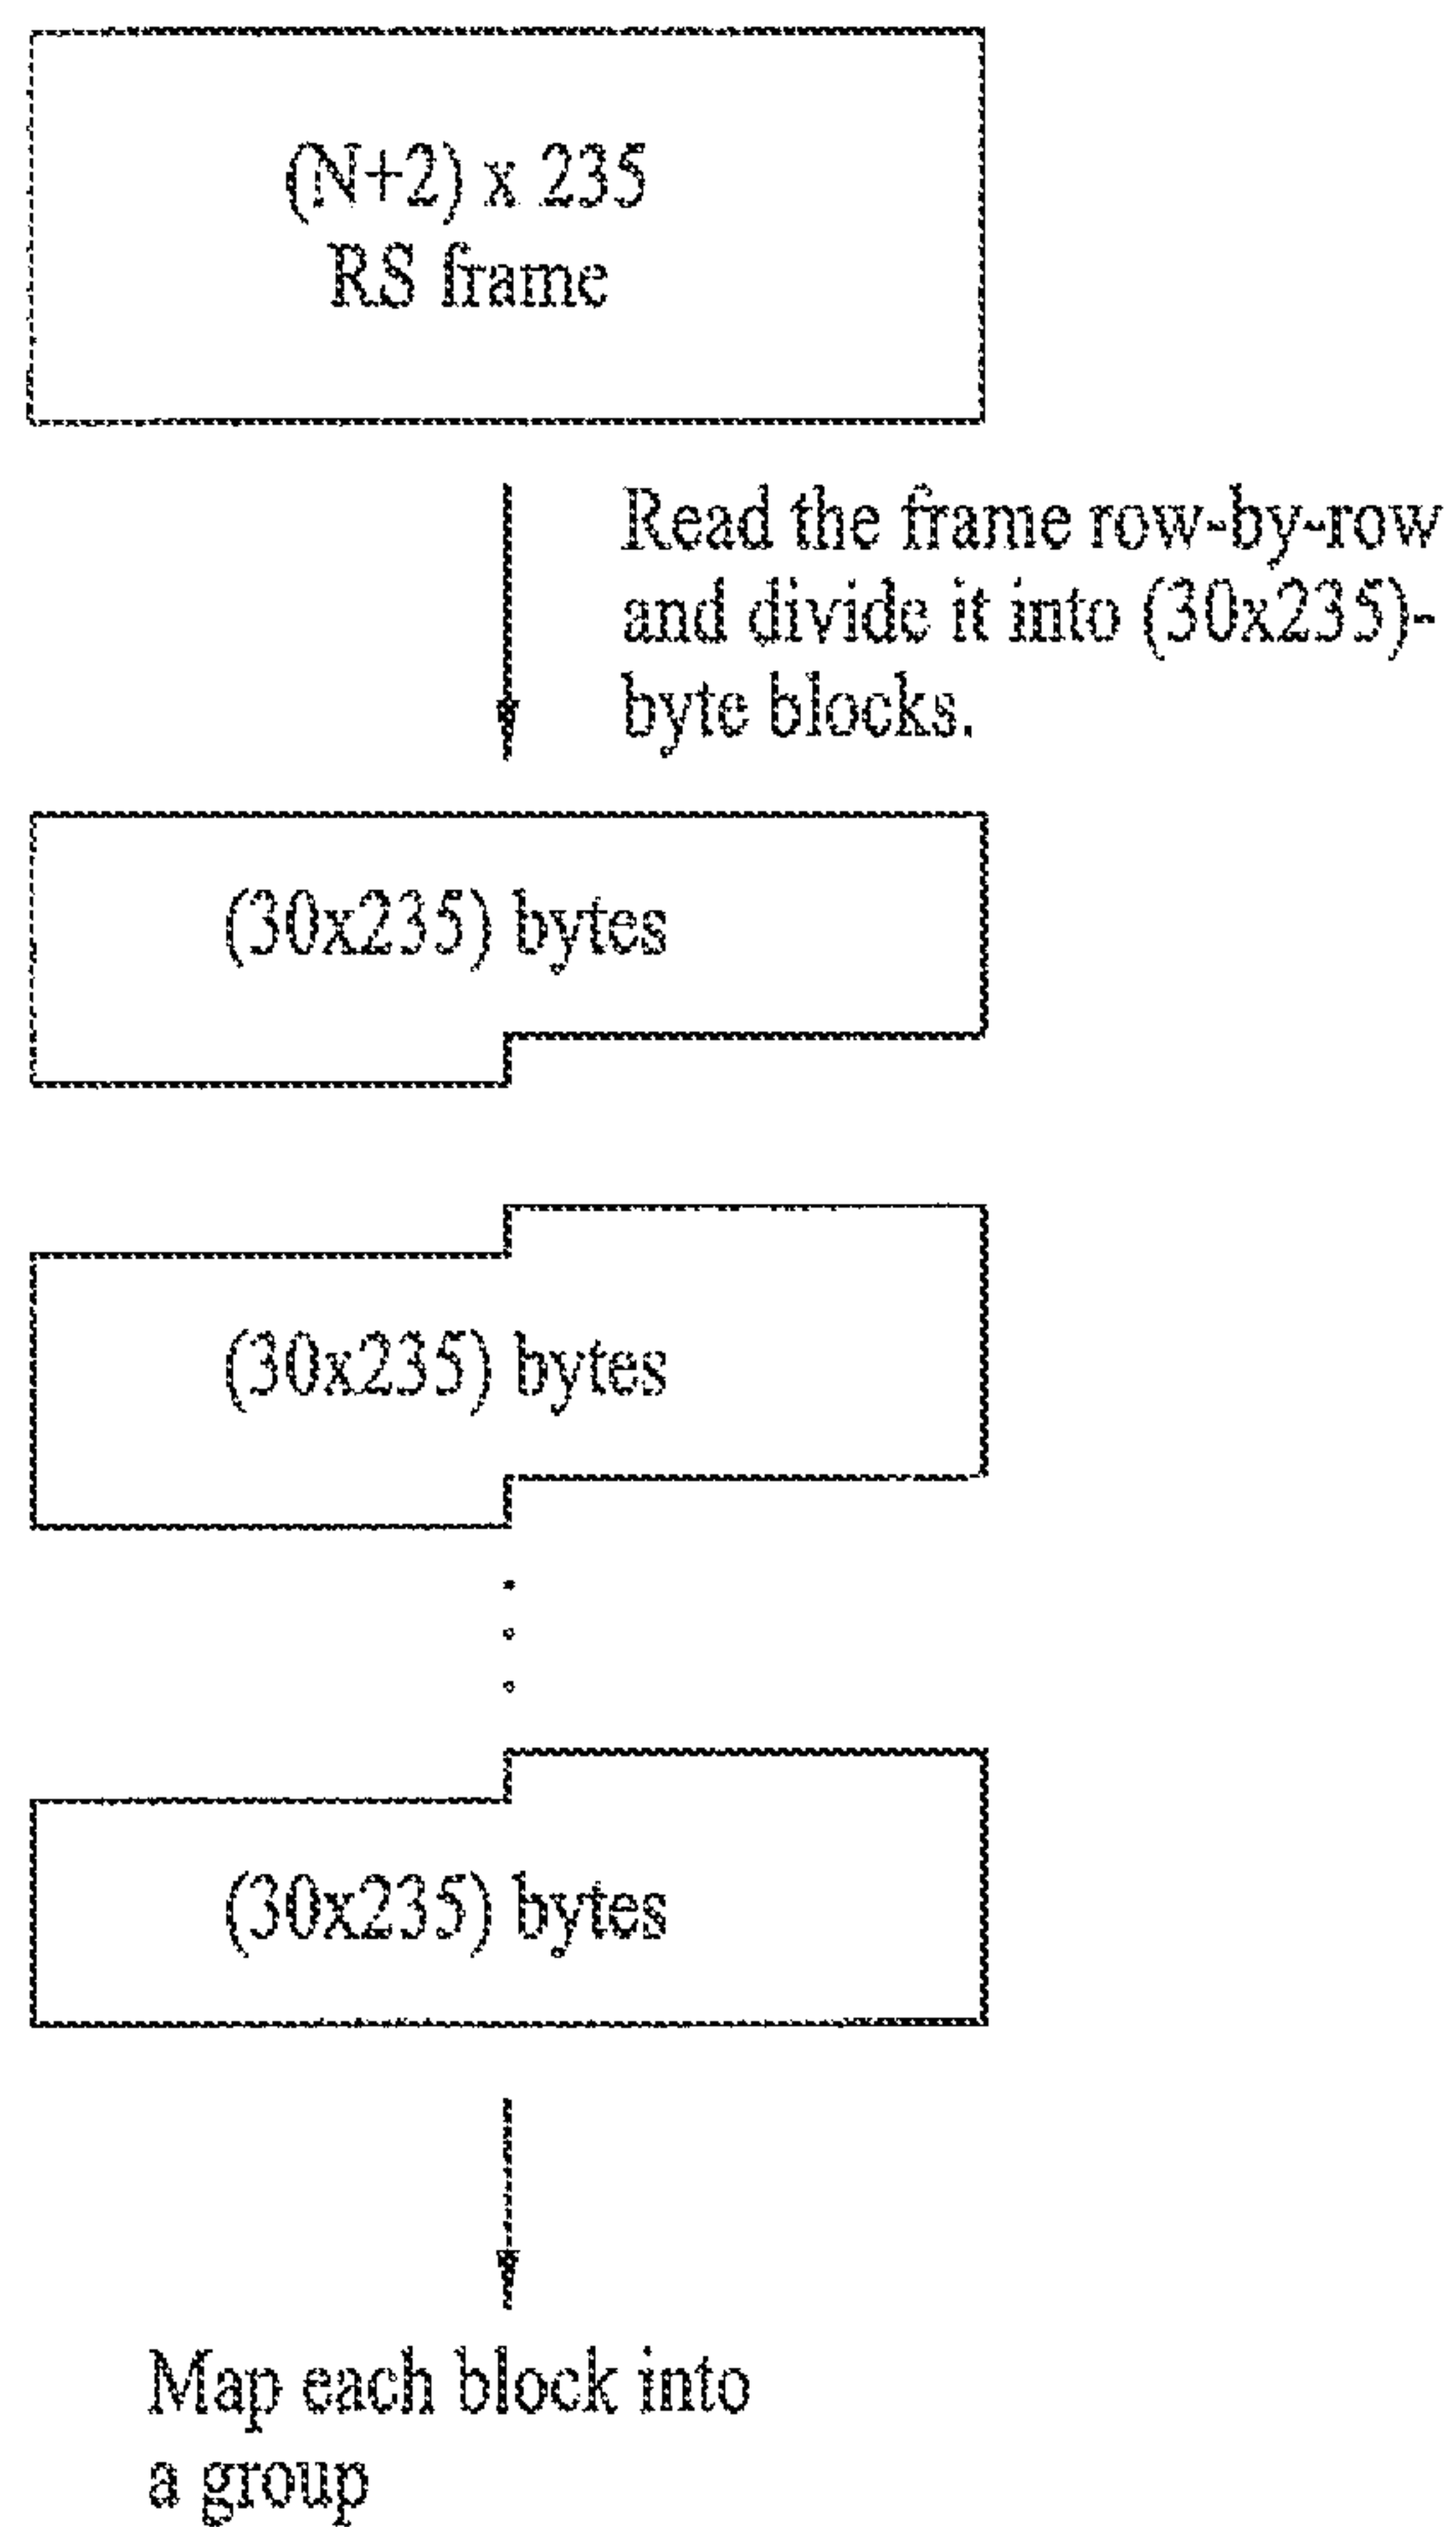 (N+2) x 235
RS frame
Read the frame row-by-row
and divide it into (30x235)-
byte blocks.
(30x235) bytes
(30x235) bytes
(30x235) bytes
Map each block into
a group